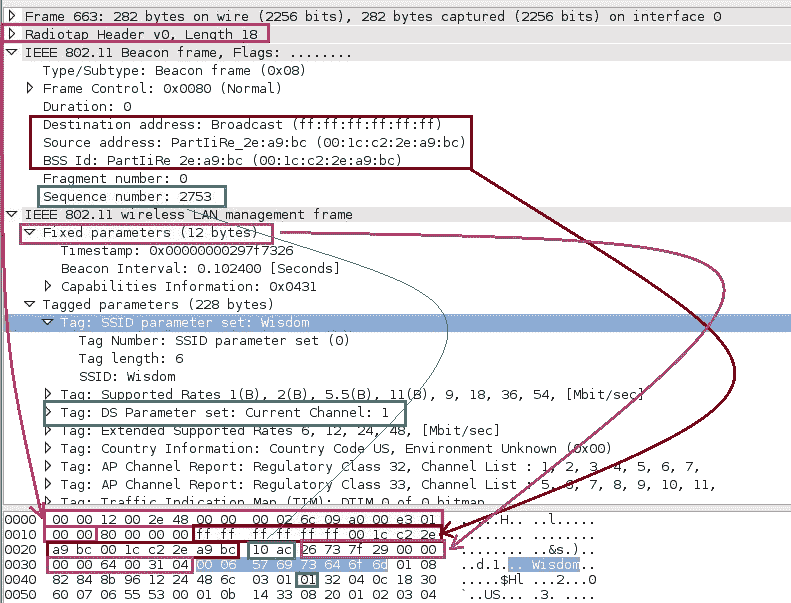 Frame 663: 282 bytes on wire (2256 bits), 282 bytes captured (2256 bits) on interface 0
Radiotap Header v0, Length 18
IEEE 802.11 Beacon frame, Flags: ........
Type/Subtype: Beacon frame (0x08)
Frame Control: 0x0080 (Normal)
Duration: 0
Destination address: Broadcast (ff:ff:ff:ff:ff:ff)
Source address: PartIiRe_2e:a9:bc (00:1c:c2:2e:a9:bc)
BSS Id: PartIiRe_2e:a9:bc (00:1c:c2:2e:a9:bc)
Fragment number: 0
Sequence number: 2753
IEEE 802.11 wireless LAN management frame
Fixed parameters (12 bytes)
Timestamp: 0x00000000297f7326
Beacon Interval: 0.102400 [Seconds]
Capabilities Information: 0x0431
Tagged parameters (228 bytes)
Tag: SSID parameter set: Wisdom
Tag Number: SSID parameter set (0)
Tag length: 6
SSID: Wisdom
Tag: Supported Rates 1(B), 2(B), 5.5(B), 11(B), 9, 18, 36, 54, [Mbit/sec]
Tag: DS Parameter set: Current Channel: 1
Tag: Extended Supported Rates 6, 12, 24, 48, [Mbit/sec]
Tag: Country Information: Country Code US, Environment Unknown (0x00)
Tag: AP Channel Report: Regulatory Class 32, Channel List : 1, 2, 3, 4, 5, 6, 7,
Tag: AP Channel Report: Regulatory Class 33, Channel List : 5, 6, 7, 8, 9, 10, 11,
Tag: Traffic Indication Map (TIM): DTIM 0 of 0 bitmap
0000 00 00 12 00 2e 48 00 00 00 02 6c 09 a0 00 e3 01 .....H.. ..l.....
0010 00 00 80 00 00 00 ff ff ff ff ff ff 00 1c c2 2e ........ ........
0020 a9 bc 00 1c c2 2e a9 bc 10 ac 26 73 7f 29 00 00 ........ ..&s.)..
0030 00 00 64 00 31 04 00 06 57 69 73 64 6f 6d 01 08 ..d.1... Wisdom..
0040 82 84 8b 96 12 24 48 6c 03 01 01 32 04 0c 18 30 .....$Hl ...2...0
0050 60 07 06 55 53 00 01 0b 14 33 08 20 01 02 03 04 `..US... .3. ....